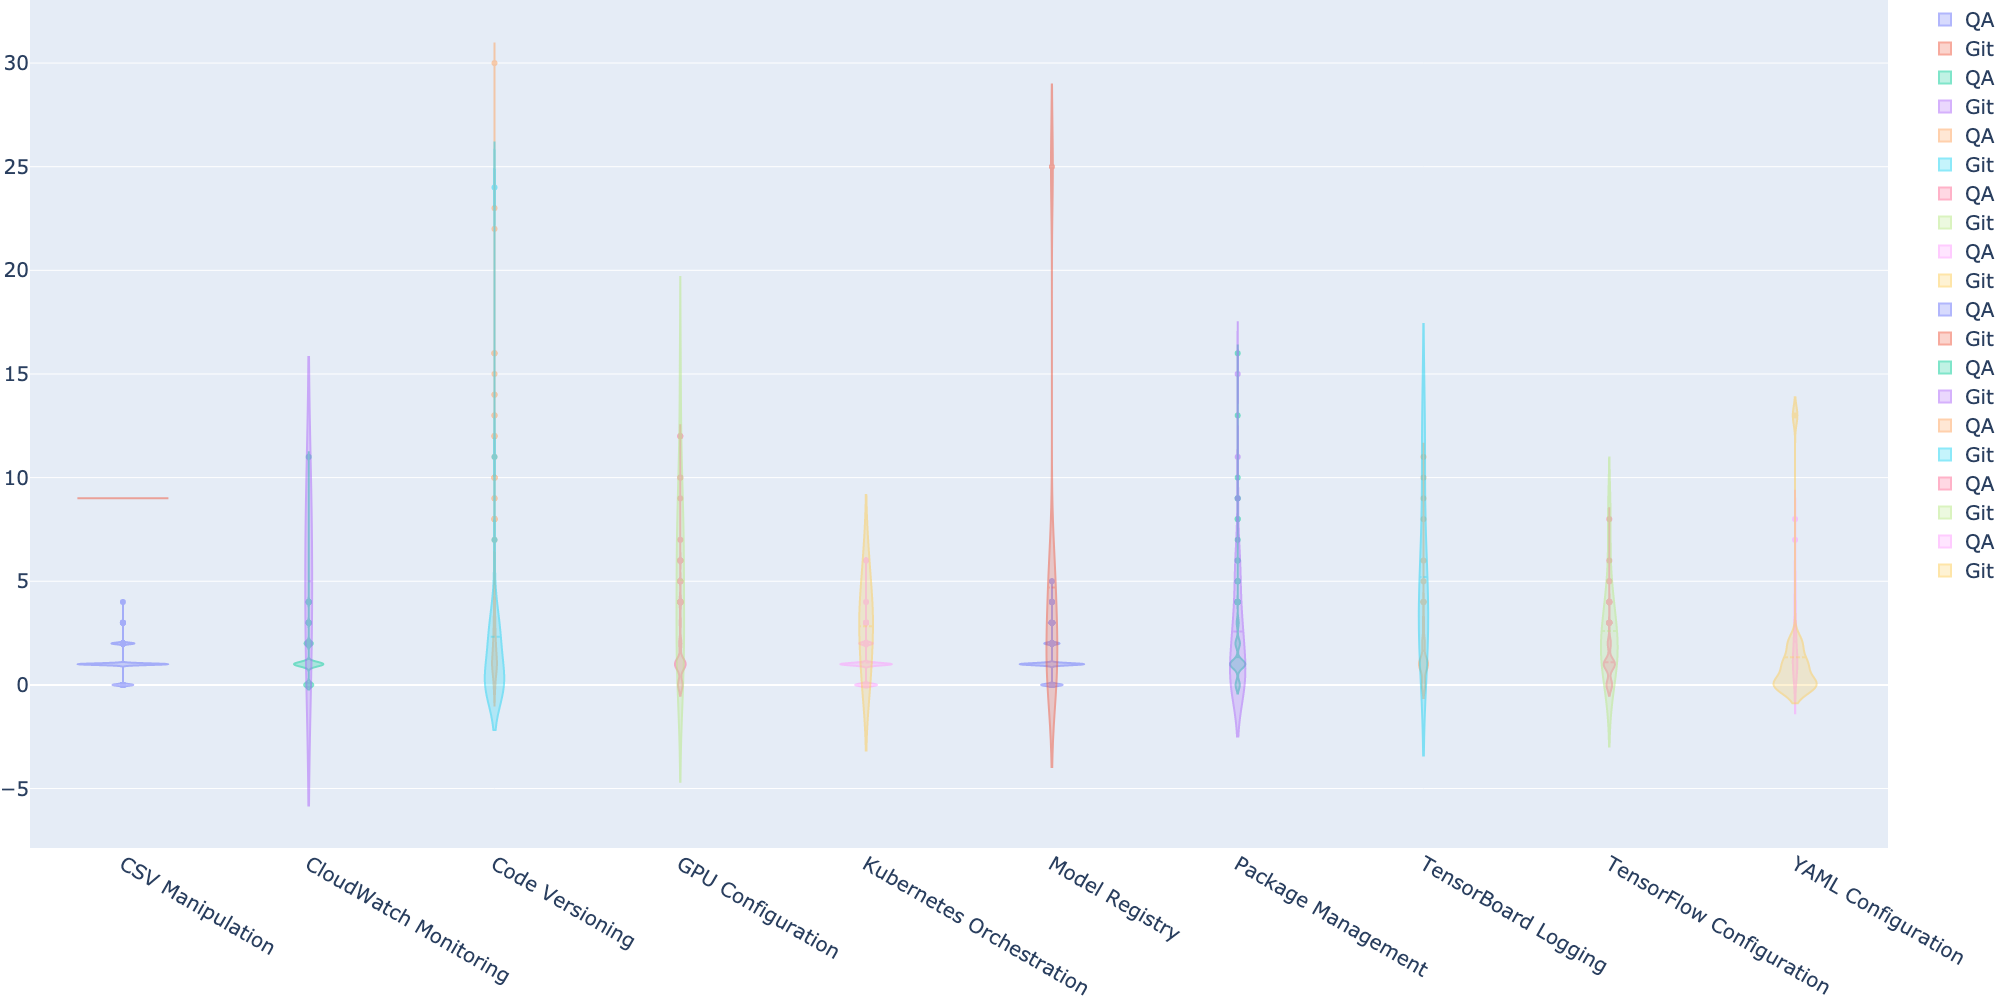 30
25
20
15
10
5
0
−5
CSV Manipulation
CloudWatch Monitoring
Code Versioning
GPU Configuration
Kubernetes Orchestration
Model Registry
Package Management
TensorBoard Logging
TensorFlow Configuration
YAML Configuration
QA
Git
QA
Git
QA
Git
QA
Git
QA
Git
QA
Git
QA
Git
QA
Git
QA
Git
QA
Git